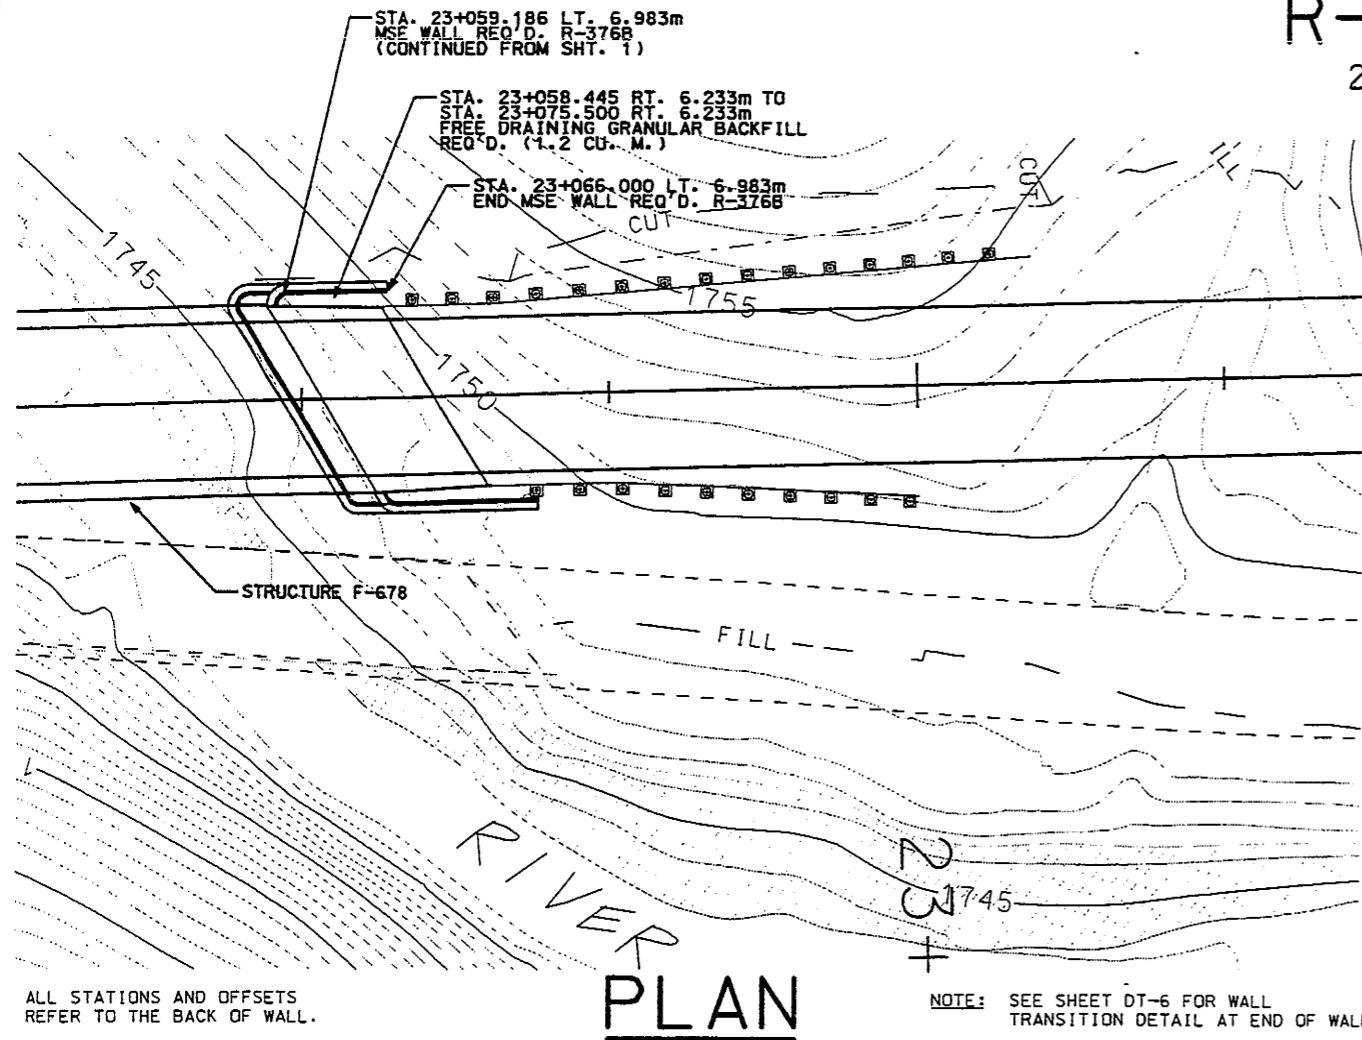 STA. 23+059.186 LT. 6.983m
MSE WALL REQ'D. R-376B
(CONTINUED FROM SHT. 1)
R-
2
STA. 23+058.445 RT. 6.233m TO
STA. 23+075.500 RT. 6.233m
FREE DRAINING GRANULAR BACKFILL
REQ'D. (1.2 CU. M.)
STA. 23+066.000 LT. 6.983m
END MSE WALL REQ'D. R-376B
CUT
CUT
ILL
1745
1755
1750
STRUCTURE F-678
FILL
RIVER
23
1745
+
ALL STATIONS AND OFFSETS
REFER TO THE BACK OF WALL.
PLAN
NOTE: SEE SHEET DT-6 FOR WALL
TRANSITION DETAIL AT END OF WALL